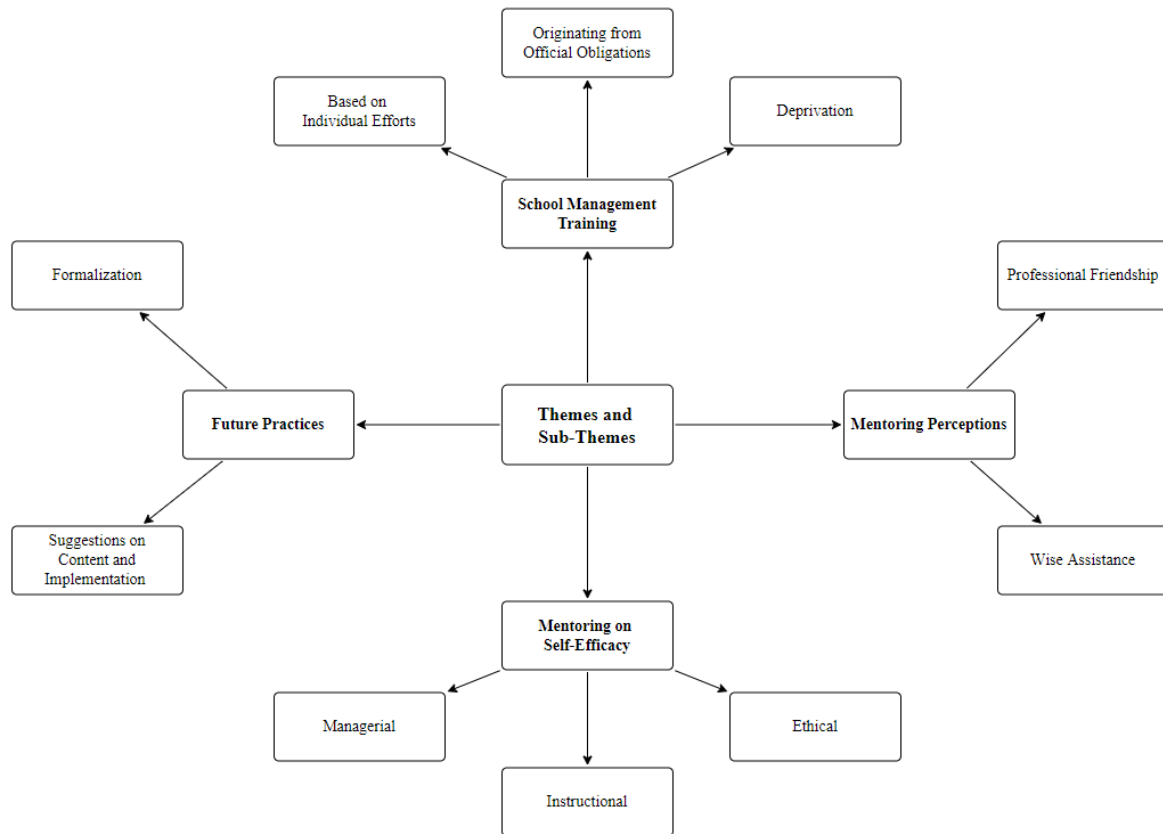 Originating from
Official Obligations
Based on
Individual Efforts
Deprivation
School Management
Training
Formalization
Professional Friendship
Future Practices
Themes and
Sub-Themes
Mentoring Perceptions
Suggestions on
Content and
Implementation
Wise Assistance
Mentoring on
Self-Efficacy
Managerial
Ethical
Instructional